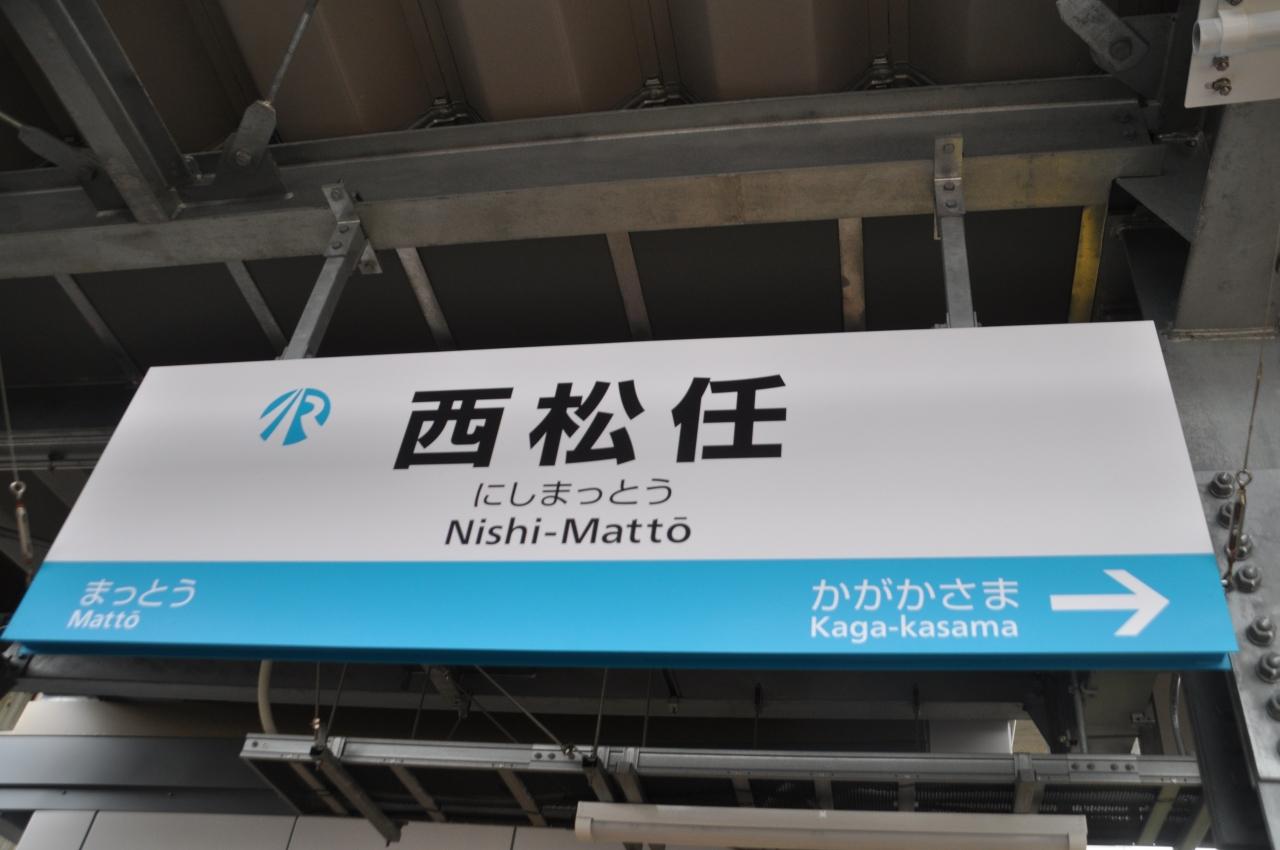 西松任
にしまっとう
Nishi-Mattō
まっとう
Mattō
かがかさま
Kaga-kasama